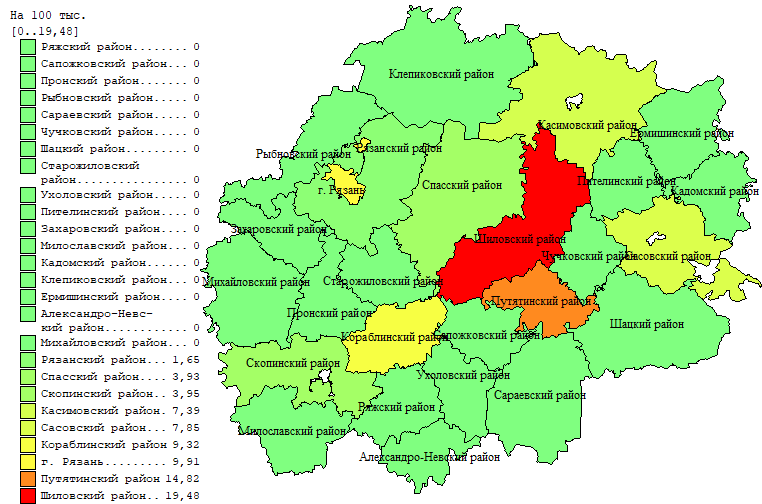 На 100 тыс.
[0..19,48]
Ряжский район........ 0
Сапожковский район... 0
Пронский район....... 0
Рыбновский район..... 0
Сараевский район..... 0
Чучковский район..... 0
Шацкий район......... 0
Старожиловский
район................ 0
Ухоловский район..... 0
Пителинский район.... 0
Захаровский район.... 0
Милославский район... 0
Кадомский район...... 0
Клепиковский район... 0
Ермишинский район.... 0
Александро-Невс-
кий район............ 0
Михайловский район... 0
Рязанский район... 1,65
Спасский район.... 3,93
Скопинский район.. 3,95
Касимовский район. 7,39
Сасовский район... 7,85
Кораблинский район 9,32
г. Рязань......... 9,91
Путятинский район 14,82
Шиловский район.. 19,48
Клепиковский район
Касимовский район
Ермишинский район
Рязанский район
Рыбновский район
Пителинский район
Спасский район
г. Рязань
Кадомский район
Захаровский район
Шиловский район
Чучковский район
Сасовский район
Михайловский район
Старожиловский район
Путятинский район
Пронский район
Шацкий район
Кораблинский район
Сапожковский район
Скопинский район
Ухоловский район
Сараевский район
Ряжский район
Милославский район
Александро-Невский район